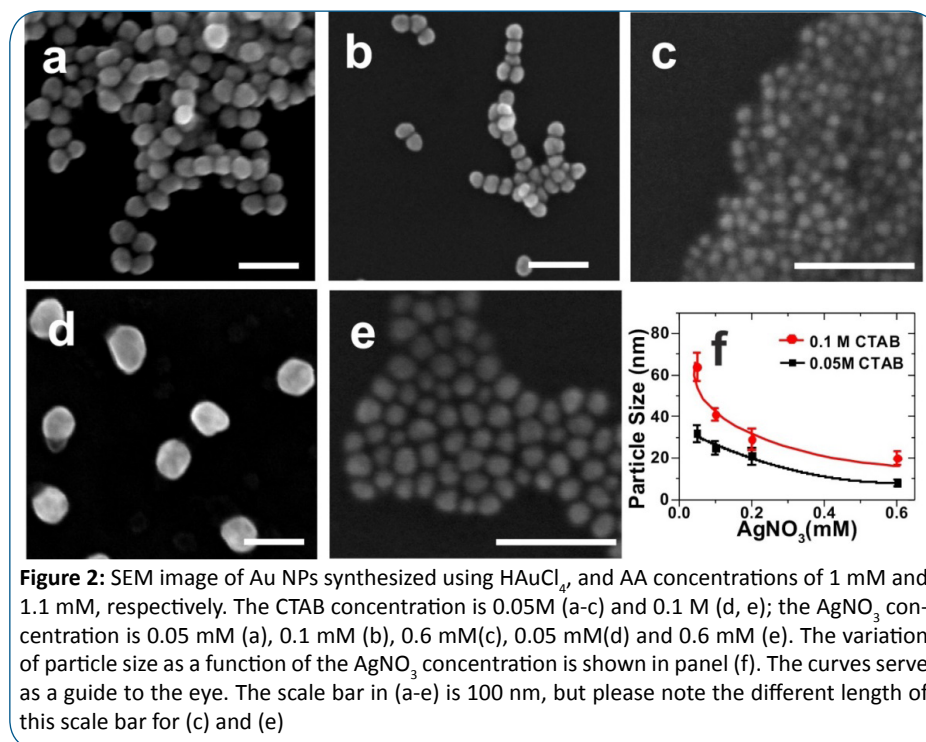 a
b
c
d
e
f
80
60
40
20
0
Particle Size (nm)
0.1 M CTAB
0.05M CTAB
0.0 0.2 0.4 0.6
AgNO₃(mM)
Figure 2: SEM image of Au NPs synthesized using HAuCl₄, and AA concentrations of 1 mM and
1.1 mM, respectively. The CTAB concentration is 0.05M (a-c) and 0.1 M (d, e); the AgNO₃ con-
centration is 0.05 mM (a), 0.1 mM (b), 0.6 mM(c), 0.05 mM(d) and 0.6 mM (e). The variation
of particle size as a function of the AgNO₃ concentration is shown in panel (f). The curves serve
as a guide to the eye. The scale bar in (a-e) is 100 nm, but please note the different length of
this scale bar for (c) and (e)